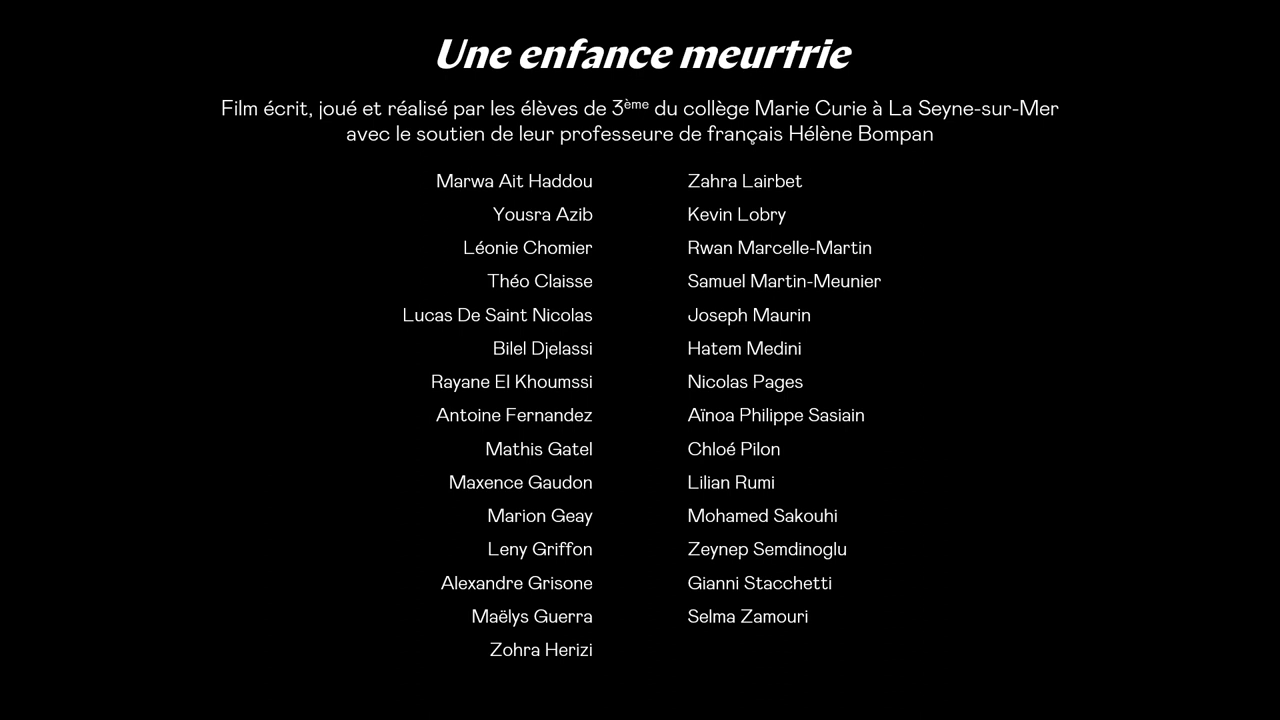 Une enfance meurtrie
Film écrit, joué et réalisé par les élèves de 3ème du collège Marie Curie à La Seyne-sur-Mer
avec le soutien de leur professeure de français Hélène Bompan
Marwa Ait Haddou
Yousra Azib
Léonie Chomier
Théo Claisse
Lucas De Saint Nicolas
Bilel Djelassi
Rayane El Khoumssi
Antoine Fernandez
Mathis Gatel
Maxence Gaudon
Marion Geay
Leny Griffon
Alexandre Grisone
Maëlys Guerra
Zohra Herizi
Zahra Lairbet
Kevin Lobry
Rwan Marcelle-Martin
Samuel Martin-Meunier
Joseph Maurin
Hatem Medini
Nicolas Pages
Aïnoa Philippe Sasiain
Chloé Pilon
Lilian Rumi
Mohamed Sakouhi
Zeynep Semdinoglu
Gianni Stacchetti
Selma Zamouri